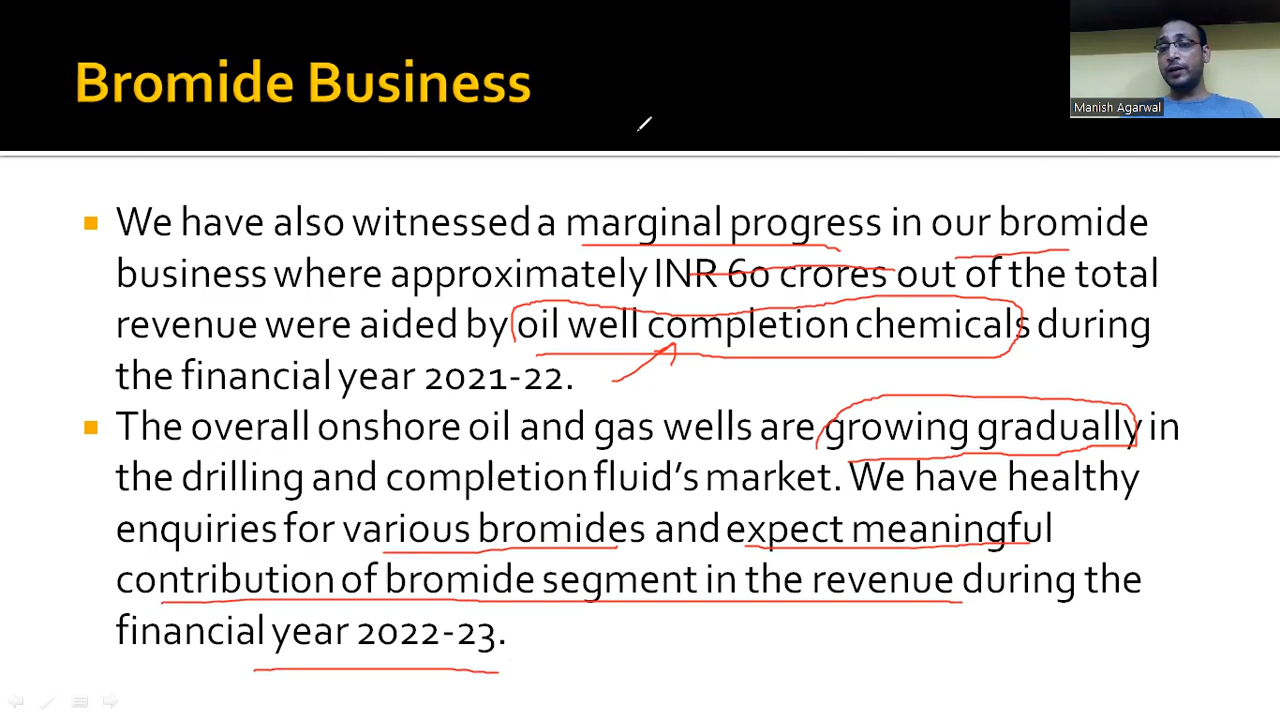 Bromide Business
Manish Agarwal
We have also witnessed a marginal progress in our bromide
business where approximately INR 60 crores out of the total
revenue were aided by oil well completion chemicals during
the financial year 2021-22.
The overall onshore oil and gas wells are growing gradually in
the drilling and completion fluid's market. We have healthy
enquiries for various bromides and expect meaningful
contribution of bromide segment in the revenue during the
financial year 2022-23.